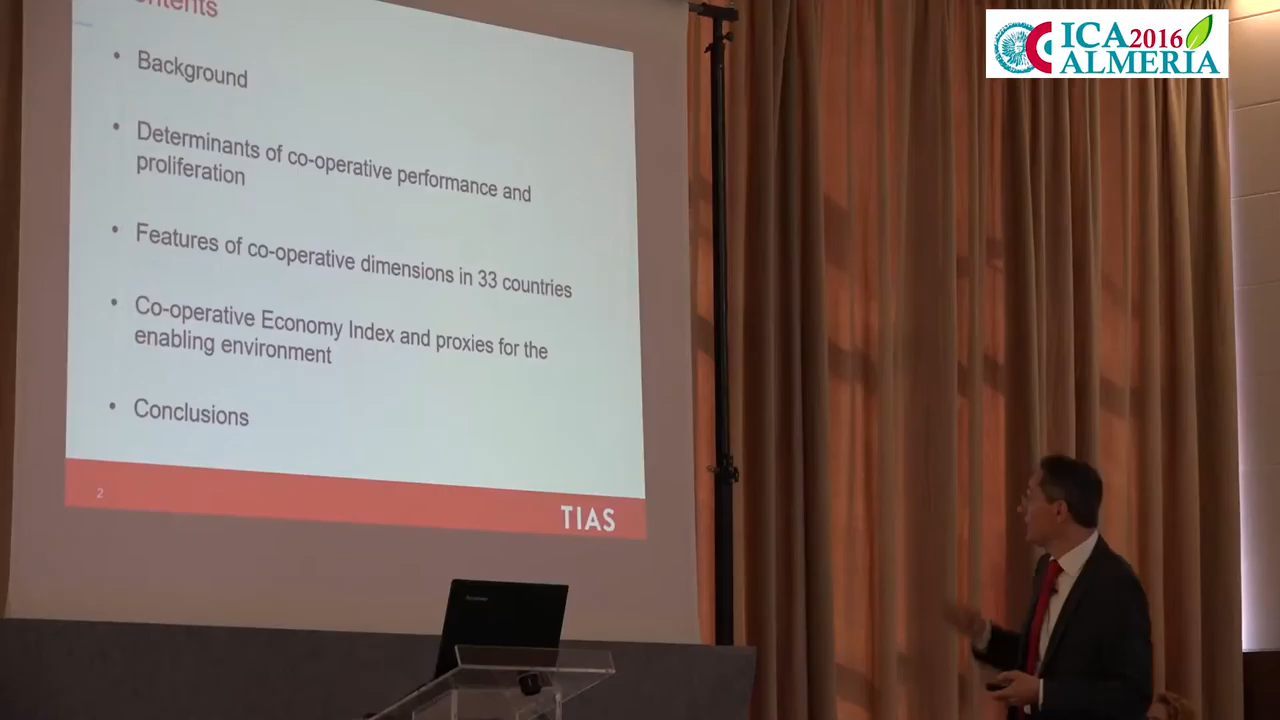 ICA2016
ALMERIA
ntents
• Background
• Determinants of co-operative performance and
proliferation
• Features of co-operative dimensions in 33 countries
• Co-operative Economy Index and proxies for the
enabling environment
• Conclusions
2
TIAS